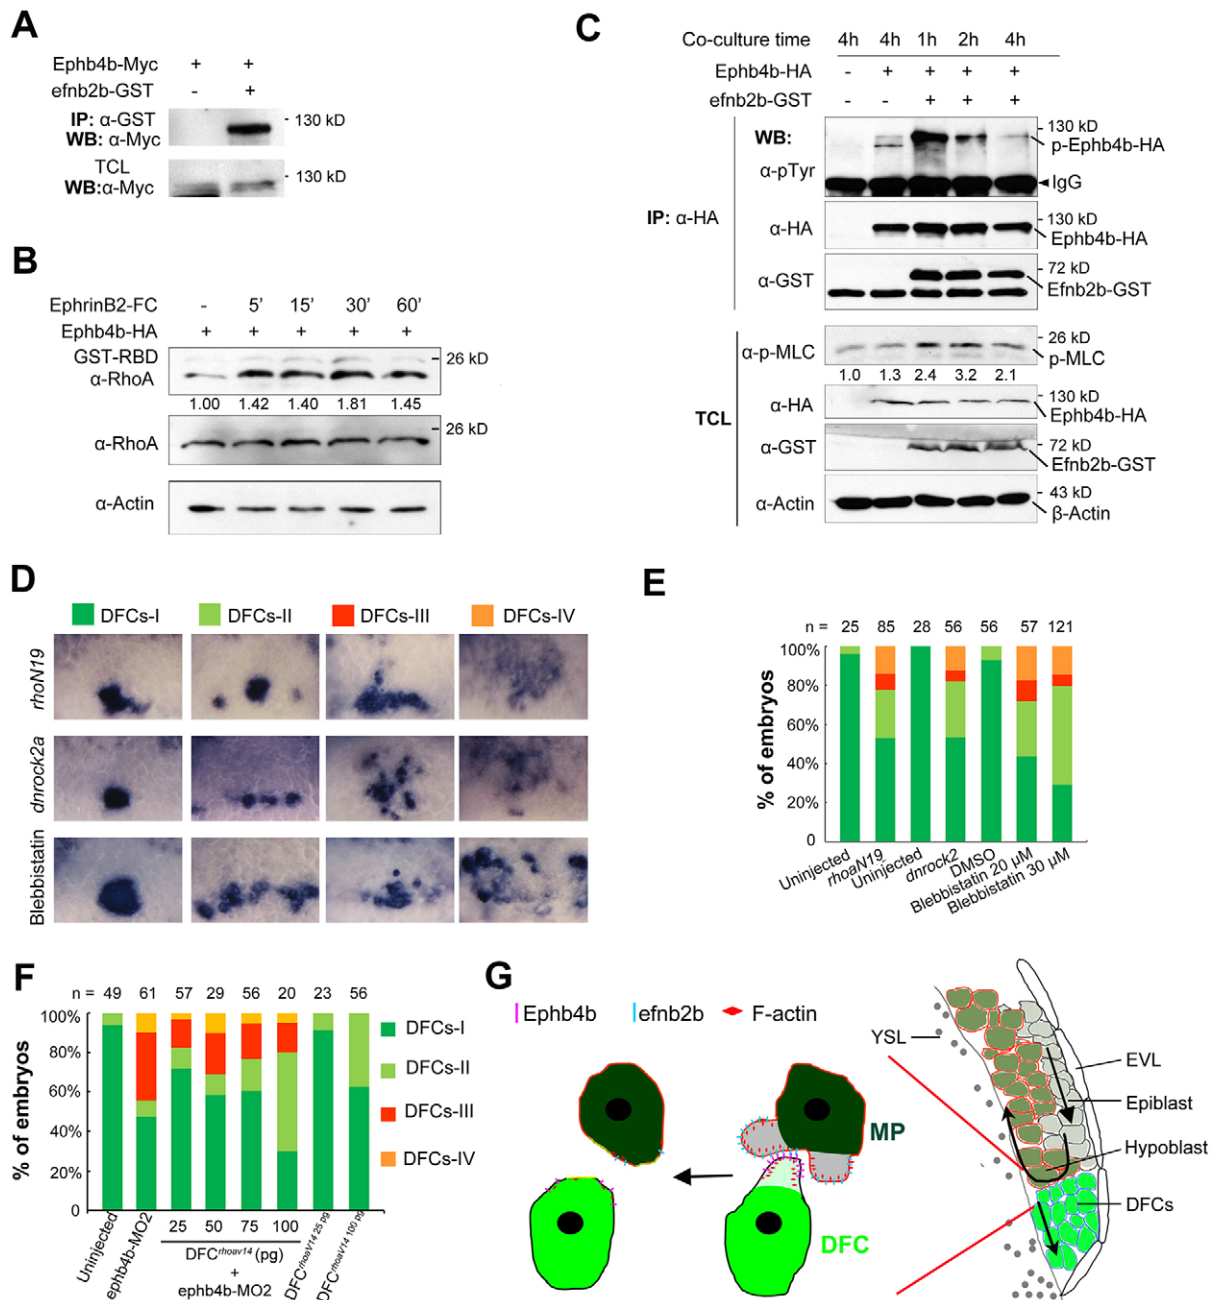 A
Ephb4b-Myc + +
efnb2b-GST - +
IP: α-GST
WB: α-Myc
- 130 kD
TCL
WB:α-Myc
- 130 kD
B
EphrinB2-FC - 5' 15' 30' 60'
Ephb4b-HA + + + + +
GST-RBD
α-RhoA
26 kD
1.00 1.42 1.40 1.81 1.45
α-RhoA
26 kD
α-Actin
C
Co-culture time 4h 4h 1h 2h 4h
Ephb4b-HA - + + + +
efnb2b-GST - - + + +
IP: α-HA
WB:
α-pTyr
130 kD
p-Ephb4b-HA
IgG
α-HA
130 kD
Ephb4b-HA
α-GST
72 kD
Efnb2b-GST
TCL
α-p-MLC
26 kD
p-MLC
1.0 1.3 2.4 3.2 2.1
α-HA
130 kD
Ephb4b-HA
α-GST
72 kD
Efnb2b-GST
α-Actin
43 kD
β-Actin
D
DFCs-I DFCs-II DFCs-III DFCs-IV
rhoN19
dnrock2a
Blebbistatin
E
n = 25 85 28 56 56 57 121
% of embryos
100%
80%
60%
40%
20%
0
Uninjected
rhoaN19
Uninjected
dnrock2
DMSO
Blebbistatin 20 μM
Blebbistatin 30 μM
F
n = 49 61 57 29 56 20 23 56
% of embryos
100%
80%
60%
40%
20%
0
DFCs-I
DFCs-II
DFCs-III
DFCs-IV
Uninjected
ephb4b-MO2
25 50 75 100
DFCrhoav14 (pg)
+
ephb4b-MO2
DFCrhoaV14 25 pg
DFCrhoaV14 100 pg
G
Ephb4b efnb2b F-actin
MP
DFC
YSL
EVL
Epiblast
Hypoblast
DFCs